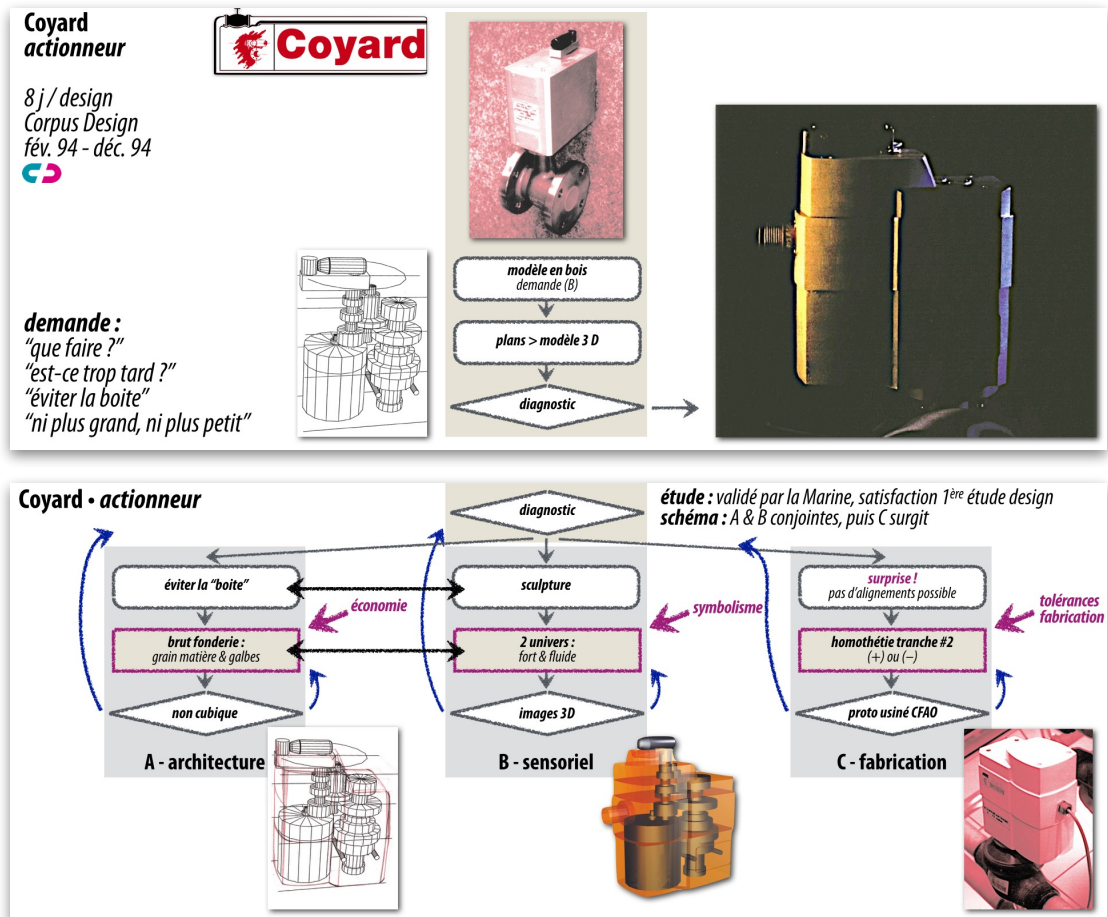 Coyard
actionneur
Coyard
8 j / design
Corpus Design
fév. 94 - déc. 94
demande :
“que faire ?”
“est-ce trop tard ?”
“éviter la boite”
“ni plus grand, ni plus petit”
modèle en bois
demande (B)
plans > modèle 3 D
diagnostic
Coyard • actionneur
diagnostic
étude : validé par la Marine, satisfaction 1ère étude design
schéma : A & B conjointes, puis C surgit
éviter la “boite”
sculpture
surprise !
pas d’alignements possible
économie
symbolisme
tolérances
fabrication
brut fonderie :
grain matière & galbes
2 univers :
fort & fluide
homothétie tranche #2
(+) ou (–)
non cubique
images 3D
proto usiné CFAO
A - architecture
B - sensoriel
C - fabrication